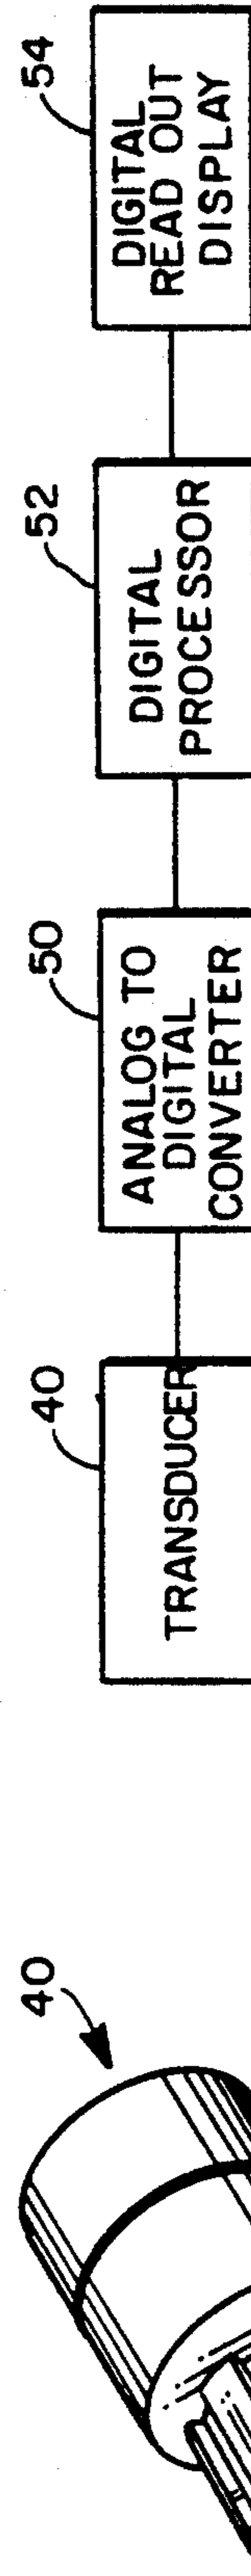 40
40
TRANSDUCER
50
ANALOG TO
DIGITAL
CONVERTER
52
DIGITAL
PROCESSOR
54
DIGITAL
READ OUT
DISPLAY